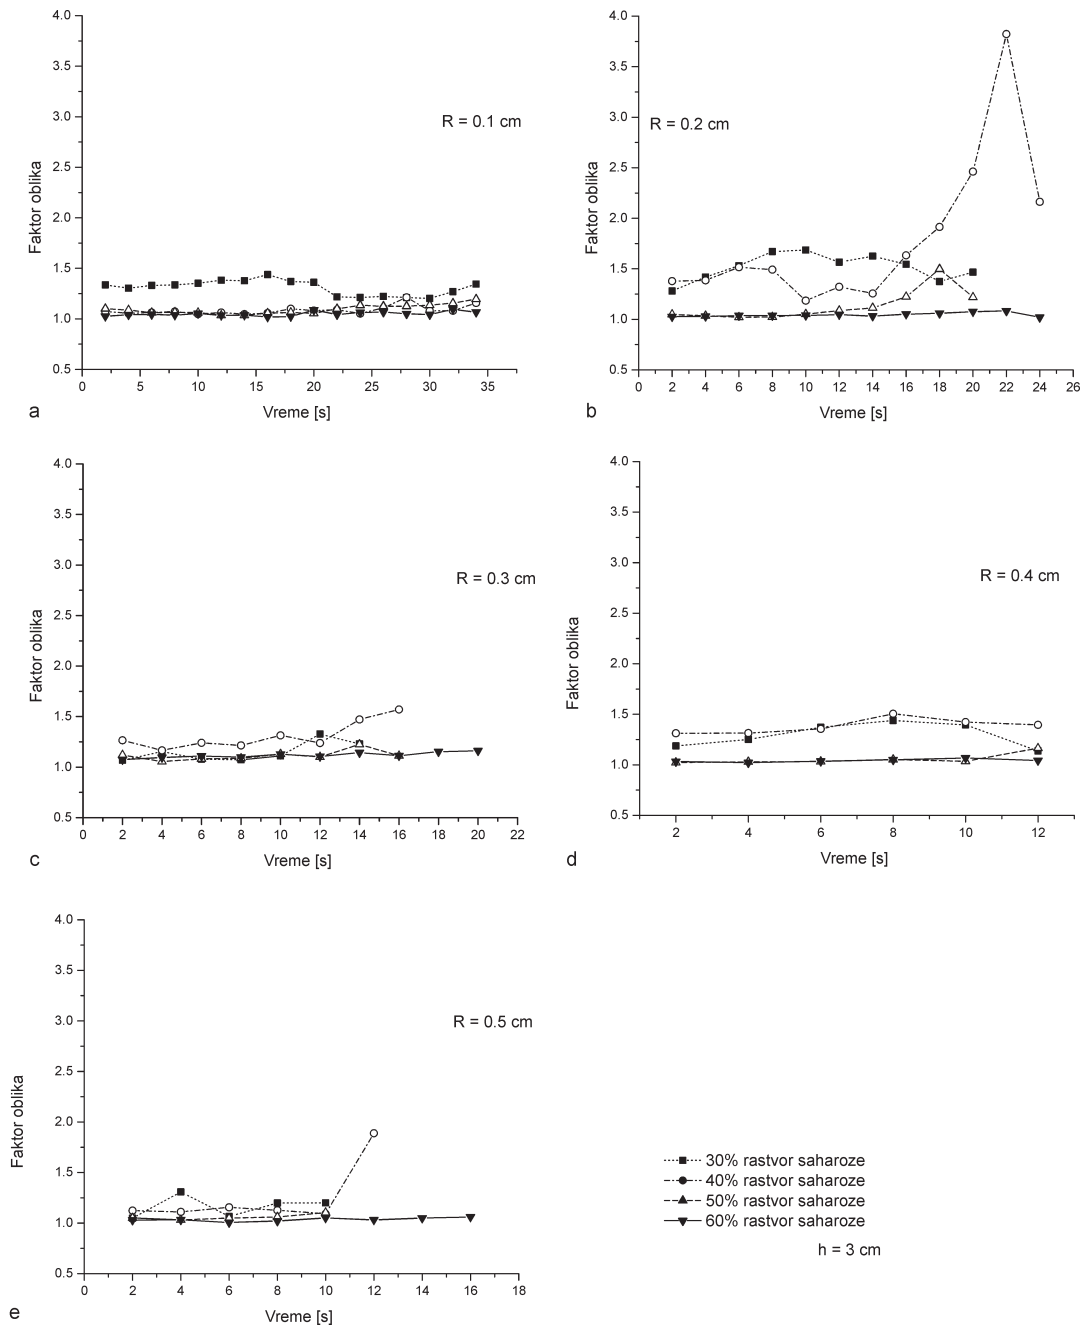 4.0
3.5
3.0
2.5
2.0
1.5
1.0
0.5
Faktor oblika
R = 0.1 cm
0 5 10 15 20 25 30 35
Vreme [s]
a
4.0
3.5
3.0
2.5
2.0
1.5
1.0
0.5
Faktor oblika
R = 0.2 cm
0 2 4 6 8 10 12 14 16 18 20 22 24 26
Vreme [s]
b
4.0
3.5
3.0
2.5
2.0
1.5
1.0
0.5
Faktor oblika
R = 0.3 cm
0 2 4 6 8 10 12 14 16 18 20 22
Vreme [s]
c
4.0
3.5
3.0
2.5
2.0
1.5
1.0
0.5
Faktor oblika
R = 0.4 cm
2 4 6 8 10 12
Vreme [s]
d
4.0
3.5
3.0
2.5
2.0
1.5
1.0
0.5
Faktor oblika
R = 0.5 cm
0 2 4 6 8 10 12 14 16 18
Vreme [s]
e
30% rastvor saharoze
40% rastvor saharoze
50% rastvor saharoze
60% rastvor saharoze
h = 3 cm